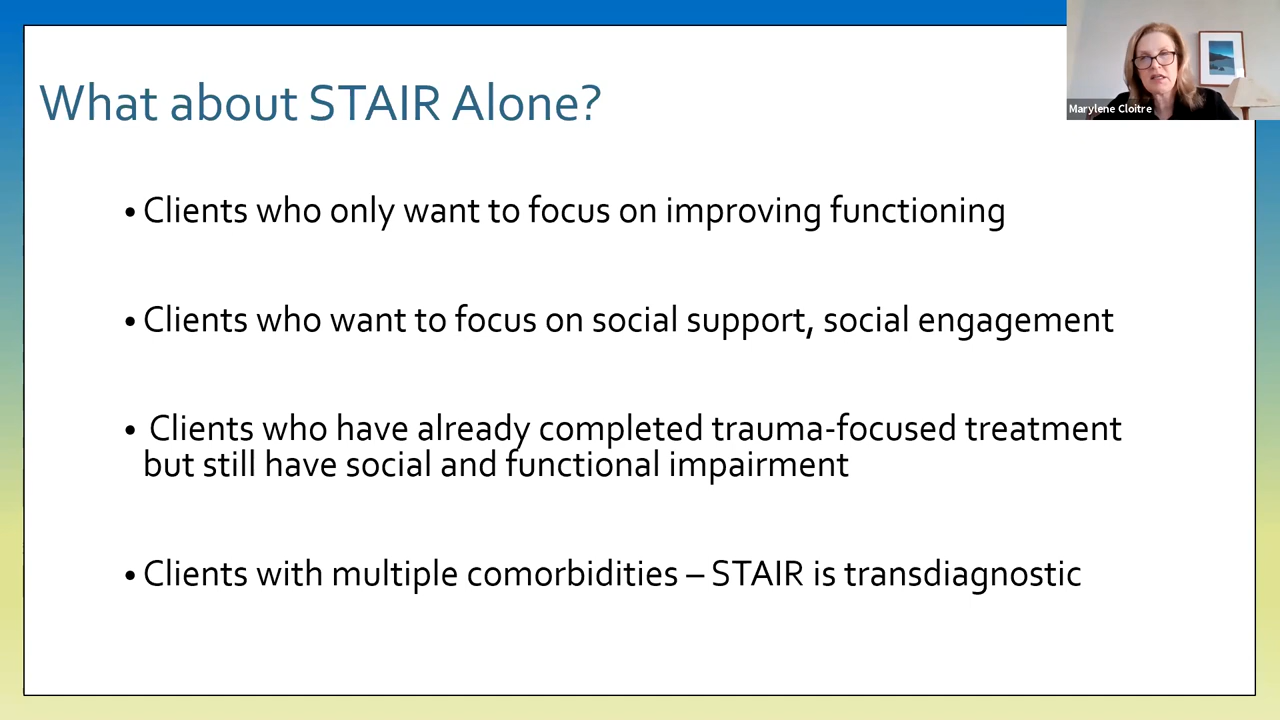 What about STAIR Alone?
Marylene Cloitre
• Clients who only want to focus on improving functioning
• Clients who want to focus on social support, social engagement
• Clients who have already completed trauma-focused treatment
but still have social and functional impairment
• Clients with multiple comorbidities – STAIR is transdiagnostic